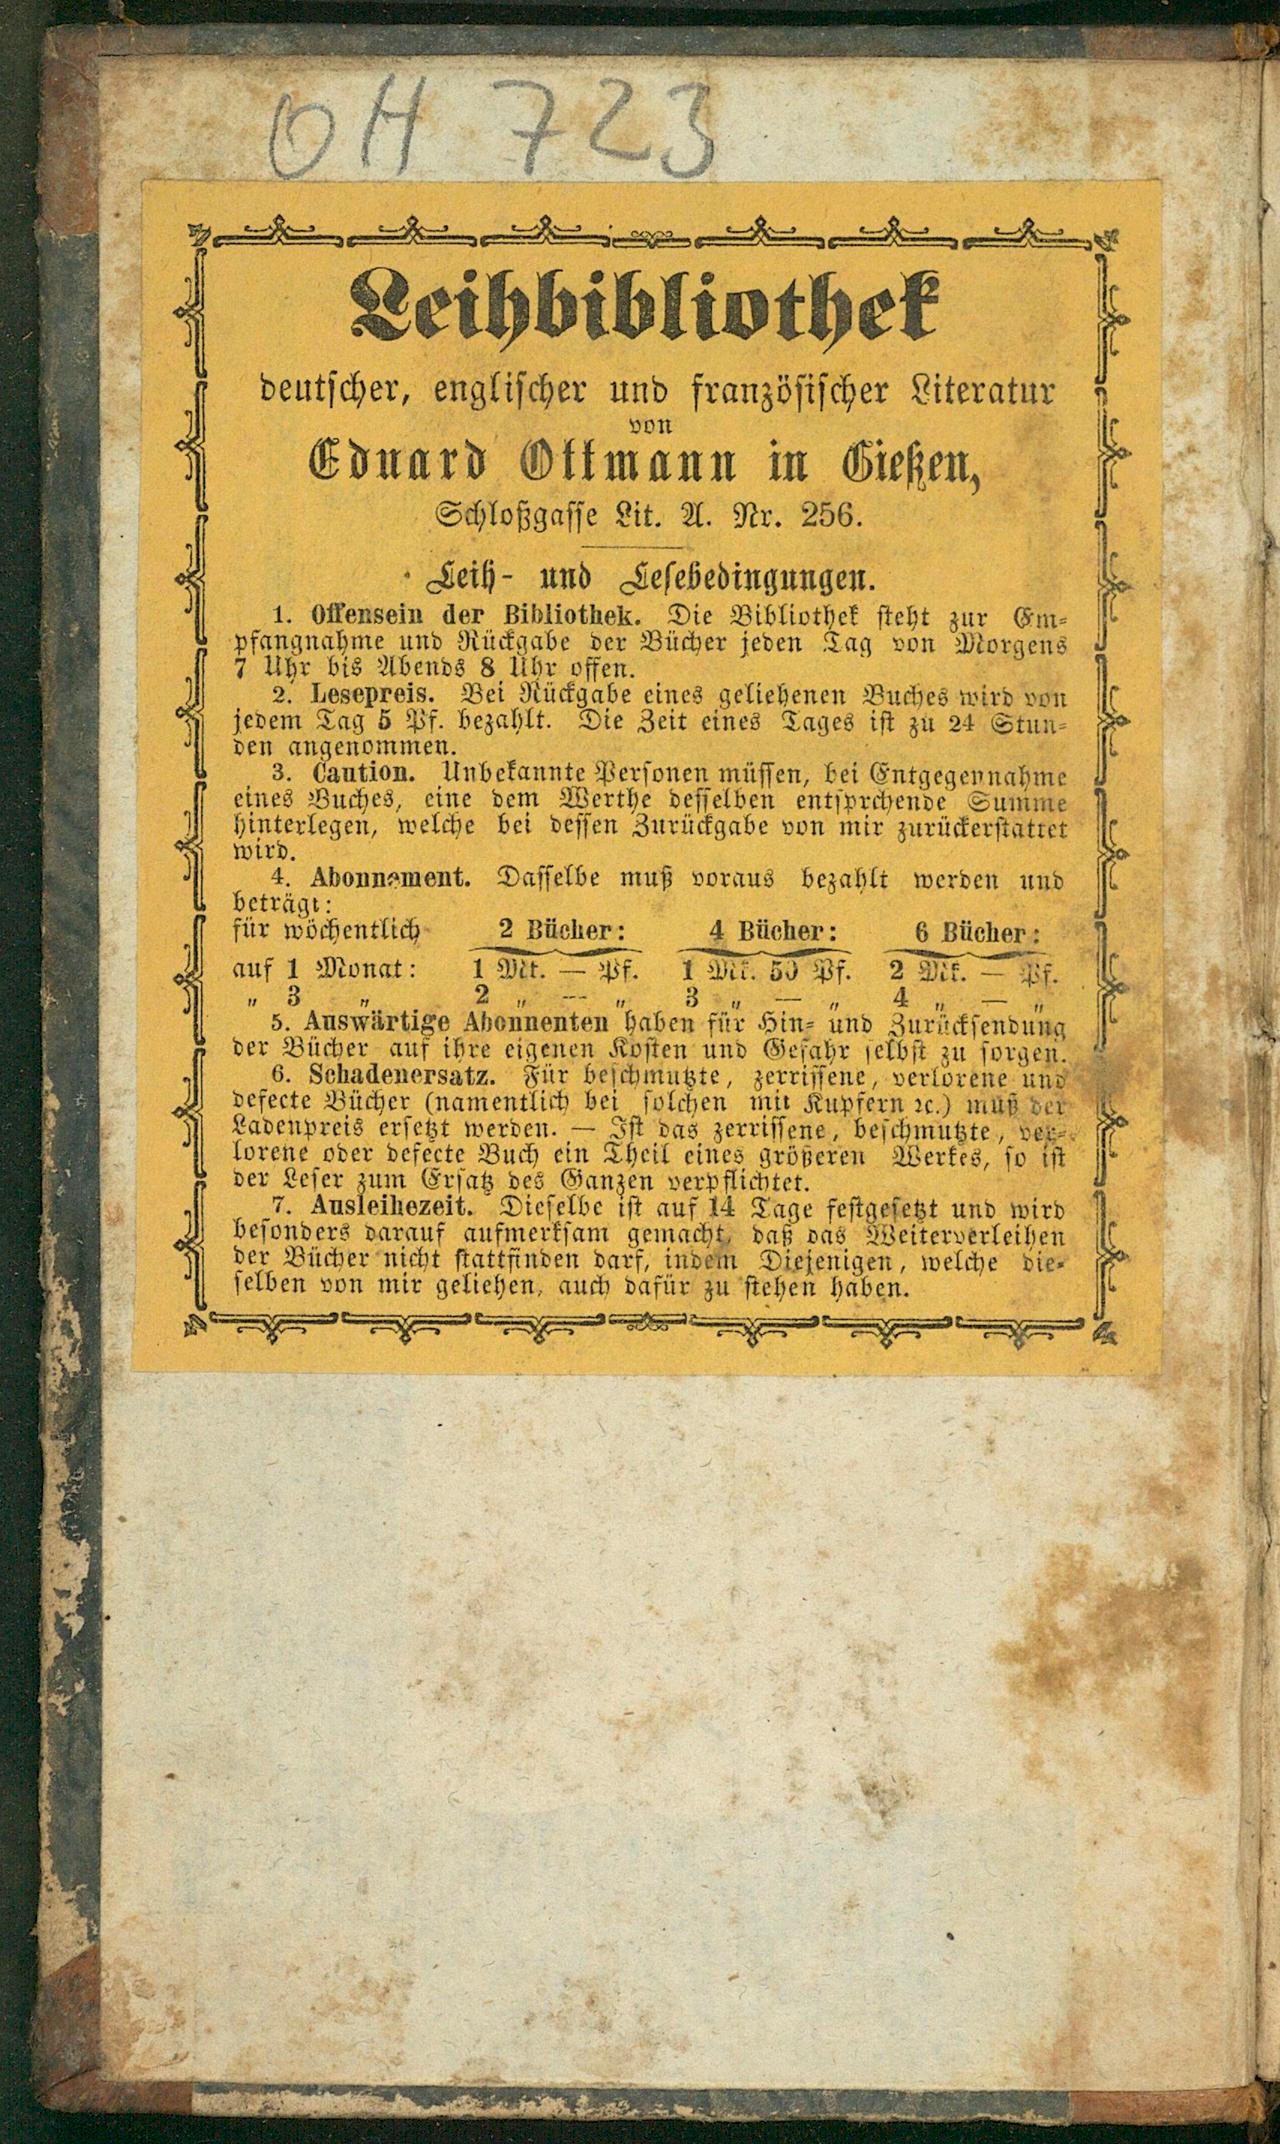 OH 723
Leihbibliothek
deutscher, englischer und französischer Literatur
von
Eduard Ottmann in Gießen,
Schloßgasse Lit. A. Nr. 256.
Leih- und Lesebedingungen.
1. Offensein der Bibliothek. Die Bibliothek steht zur Em-
pfangnahme und Rückgabe der Bücher jeden Tag von Morgens
7 Uhr bis Abends 8 Uhr offen.
2. Lesepreis. Bei Rückgabe eines geliehenen Buches wird von
jedem Tag 5 Pf. bezahlt. Die Zeit eines Tages ist zu 24 Stun-
den angenommen.
3. Caution. Unbekannte Personen müssen, bei Entgegennahme
eines Buches, eine dem Werthe desselben entsprchende Summe
hinterlegen, welche bei dessen Zurückgabe von mir zurückerstattet
wird.
4. Abonnement. Dasselbe muß voraus bezahlt werden und
beträgt:
für wöchentlich 2 Bücher: 4 Bücher: 6 Bücher:
auf 1 Monat: 1 Mk. — Pf. 1 Mk. 50 Pf. 2 Mk. — Pf.
„ 3 „ 2 „ — „ 3 „ — „ 4 „ — „
5. Auswärtige Abonnenten haben für Hin- und Zurücksendung
der Bücher auf ihre eigenen Kosten und Gefahr selbst zu sorgen.
6. Schadenersatz. Für beschmutzte, zerrissene, verlorene und
defecte Bücher (namentlich bei solchen mit Kupfern ꝛc.) muß der
Ladenpreis ersetzt werden. — Ist das zerrissene, beschmutzte, ver-
lorene oder defecte Buch ein Theil eines größeren Werkes, so ist
der Leser zum Ersatz des Ganzen verpflichtet.
7. Ausleihezeit. Dieselbe ist auf 14 Tage festgesetzt und wird
besonders darauf aufmerksam gemacht, daß das Weiterverleihen
der Bücher nicht stattfinden darf, indem Diejenigen, welche die-
selben von mir geliehen, auch dafür zu stehen haben.